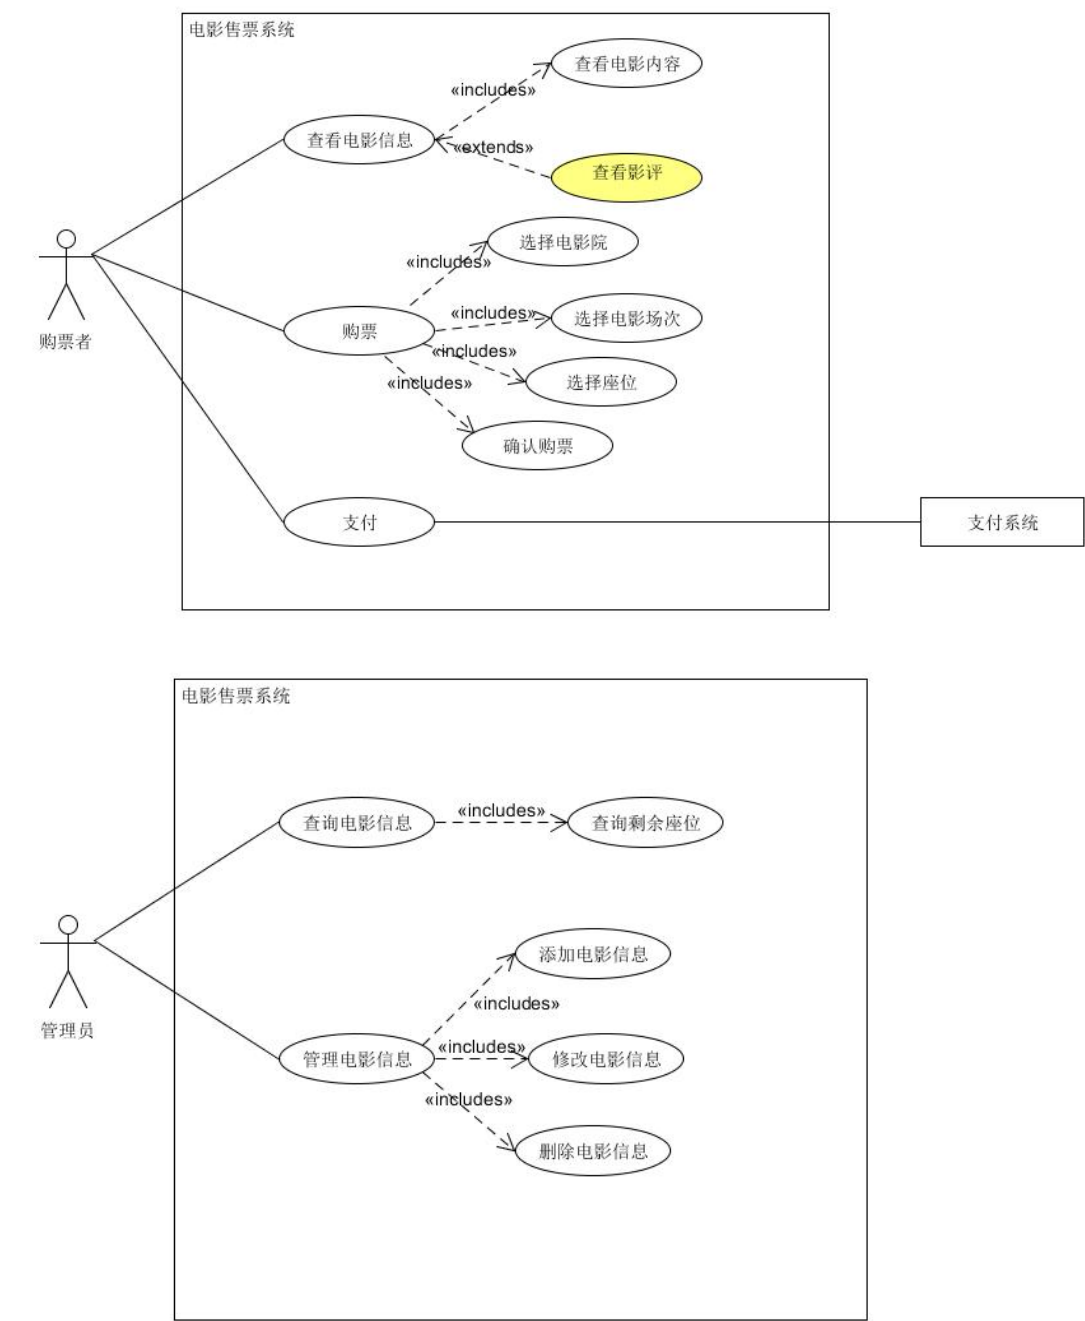 电影售票系统
查看电影内容
«includes»
查看电影信息
«extends»
查看影评
选择电影院
«includes»
«includes»
选择电影场次
购票
«includes»
选择座位
«includes»
确认购票
购票者
支付
支付系统
电影售票系统
查询电影信息
«includes»
查询剩余座位
添加电影信息
«includes»
管理员
管理电影信息
«includes»
修改电影信息
«includes»
删除电影信息